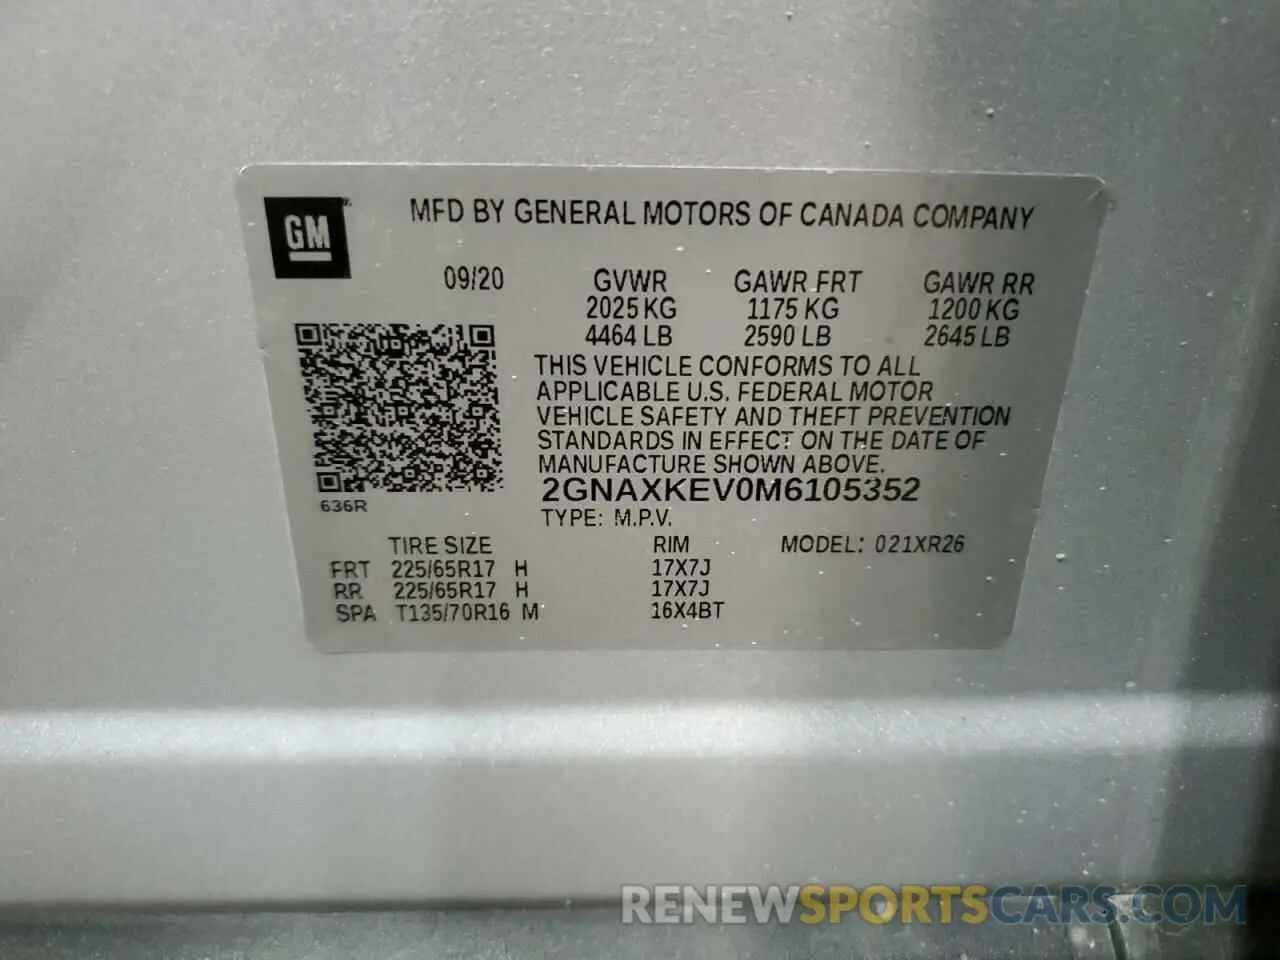 GM
MFD BY GENERAL MOTORS OF CANADA COMPANY
09/20 GVWR GAWR FRT GAWR RR
2025 KG 1175 KG 1200 KG
4464 LB 2590 LB 2645 LB
THIS VEHICLE CONFORMS TO ALL
APPLICABLE U.S. FEDERAL MOTOR
VEHICLE SAFETY AND THEFT PREVENTION
STANDARDS IN EFFECT ON THE DATE OF
MANUFACTURE SHOWN ABOVE.
2GNAXKEV0M6105352
636R
TYPE: M.P.V.
TIRE SIZE RIM MODEL: 021XR26
FRT 225/65R17 H 17X7J
RR 225/65R17 H 17X7J
SPA T135/70R16 M 16X4BT
RENEWSPORTSCARS.COM